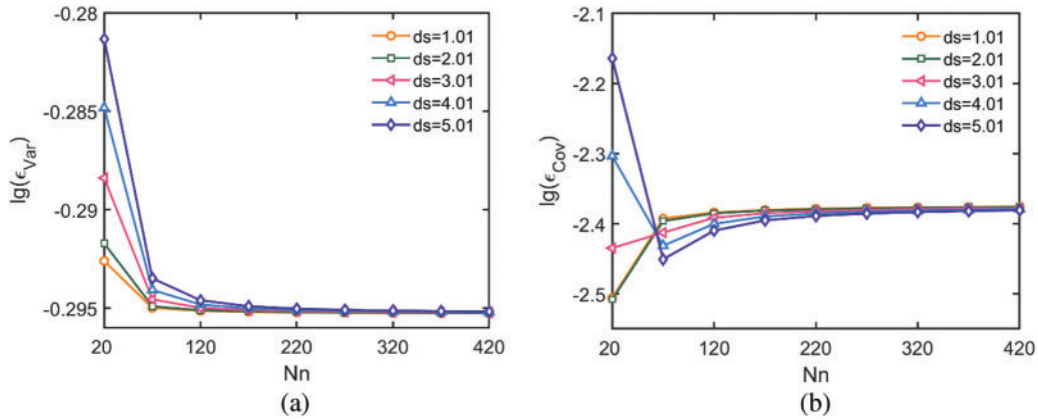 -0.28
-0.285
-0.29
-0.295
lg(ϵVar)
20 120 220 320 420
Nn
ds=1.01
ds=2.01
ds=3.01
ds=4.01
ds=5.01
(a)
-2.1
-2.2
-2.3
-2.4
-2.5
lg(ϵCov)
20 120 220 320 420
Nn
ds=1.01
ds=2.01
ds=3.01
ds=4.01
ds=5.01
(b)